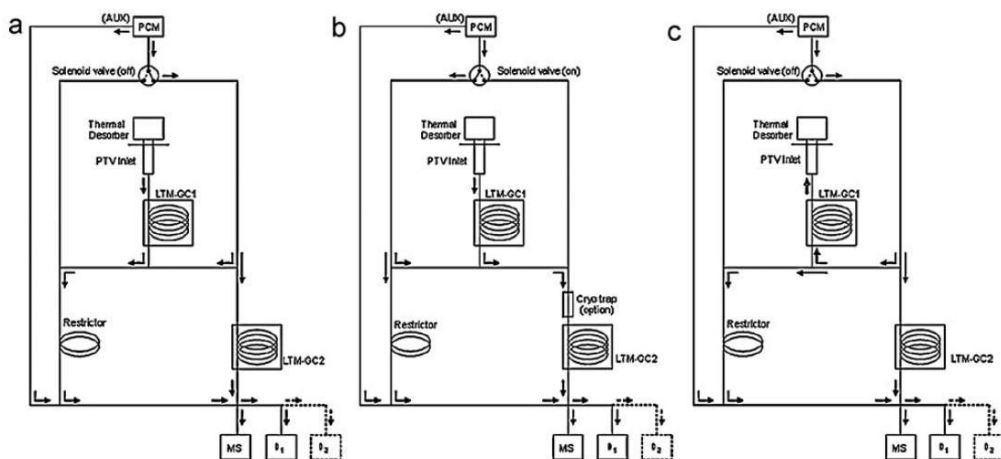 a
(AUX)
PCM
Solenoid valve (off)
Thermal
Desorber
PTV Inlet
LTM-GC1
Restrictor
LTM-GC2
MS
D₁
D₂
b
(AUX)
PCM
Solenoid valve (on)
Thermal
Desorber
PTV Inlet
LTM-GC1
Cryo trap
(option)
Restrictor
LTM-GC2
MS
D₁
D₂
c
(AUX)
PCM
Solenoid valve (off)
Thermal
Desorber
PTV Inlet
LTM-GC1
Restrictor
LTM-GC2
MS
D₁
D₂